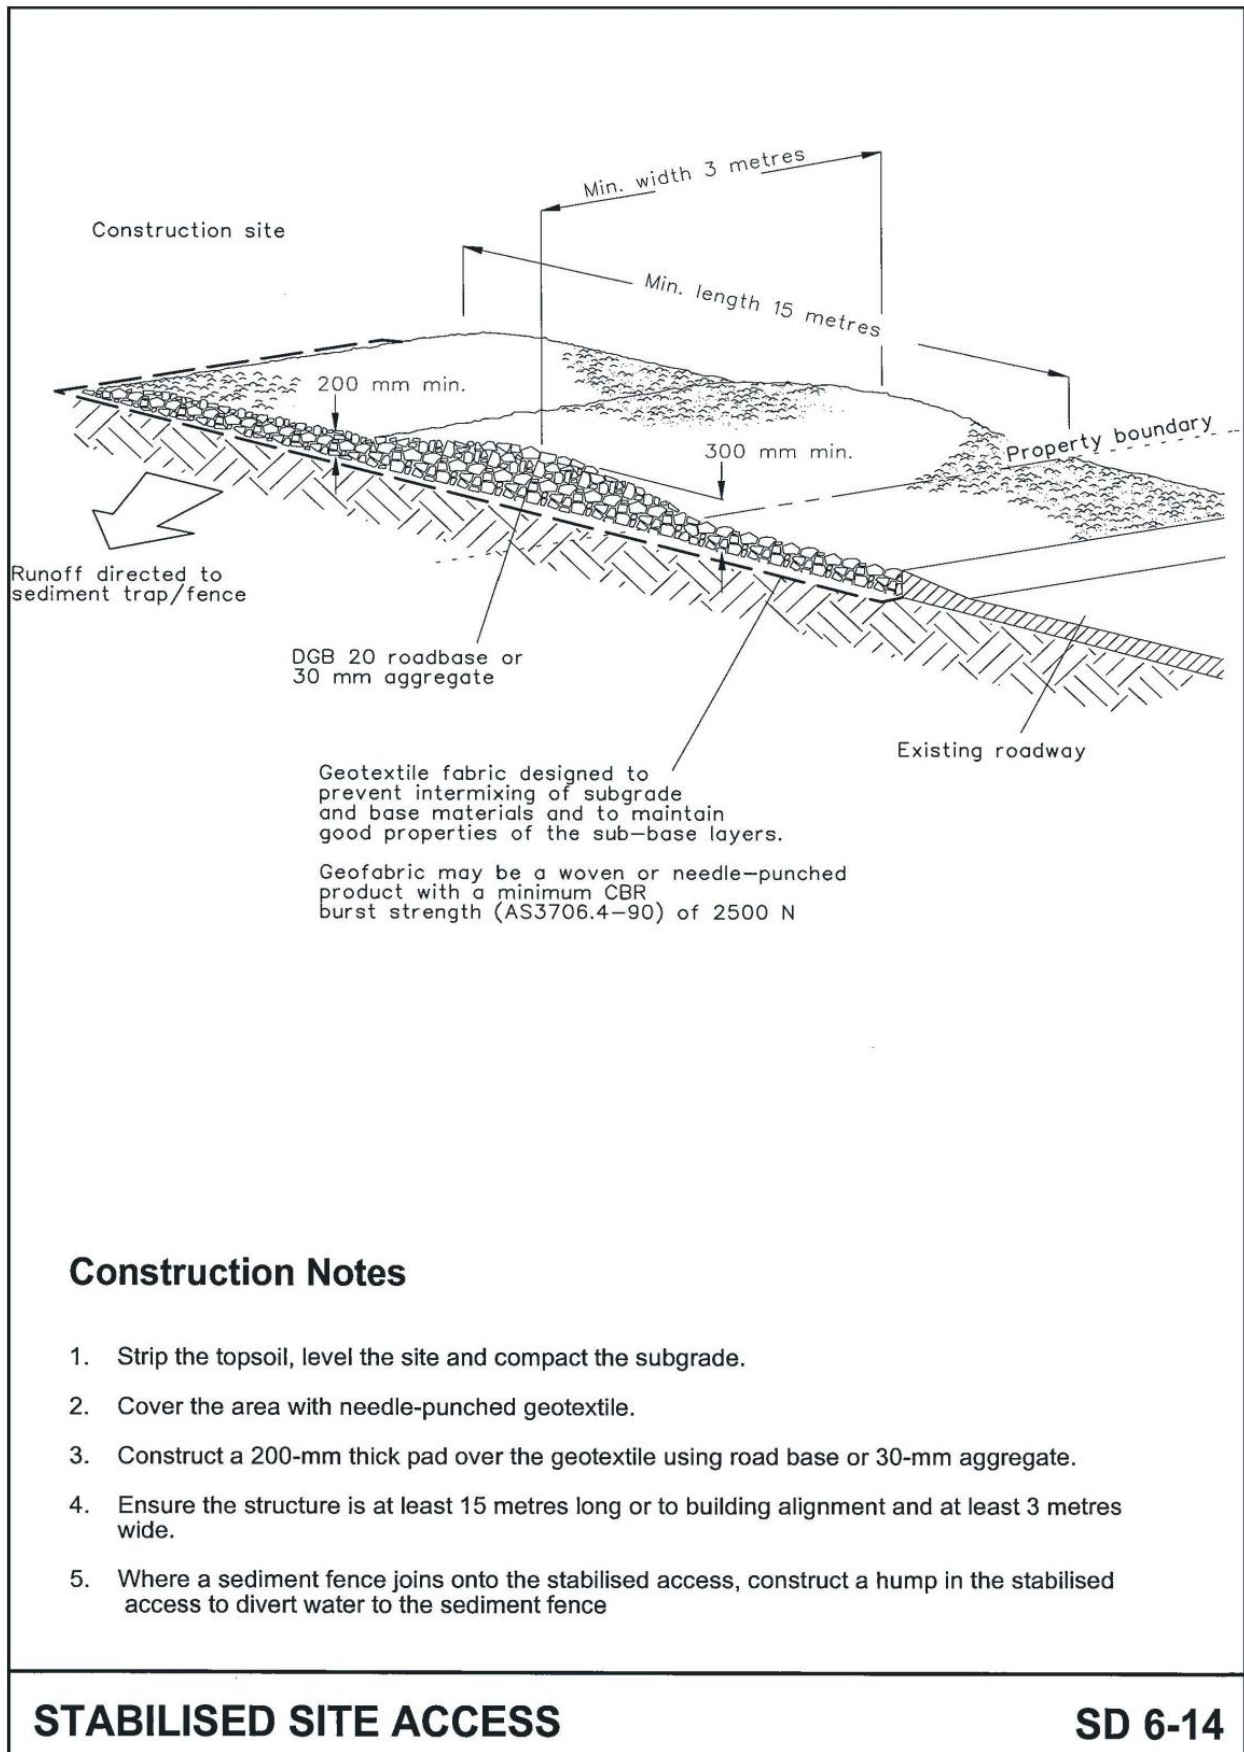 Min. width 3 metres
Construction site
Min. length 15 metres
200 mm min.
Property boundary
300 mm min.
Runoff directed to
sediment trap/fence
DGB 20 roadbase or
30 mm aggregate
Existing roadway
Geotextile fabric designed to
prevent intermixing of subgrade
and base materials and to maintain
good properties of the sub-base layers.
Geofabric may be a woven or needle-punched
product with a minimum CBR
burst strength (AS3706.4-90) of 2500 N
Construction Notes
1. Strip the topsoil, level the site and compact the subgrade.
2. Cover the area with needle-punched geotextile.
3. Construct a 200-mm thick pad over the geotextile using road base or 30-mm aggregate.
4. Ensure the structure is at least 15 metres long or to building alignment and at least 3 metres
wide.
5. Where a sediment fence joins onto the stabilised access, construct a hump in the stabilised
access to divert water to the sediment fence
STABILISED SITE ACCESS SD 6-14